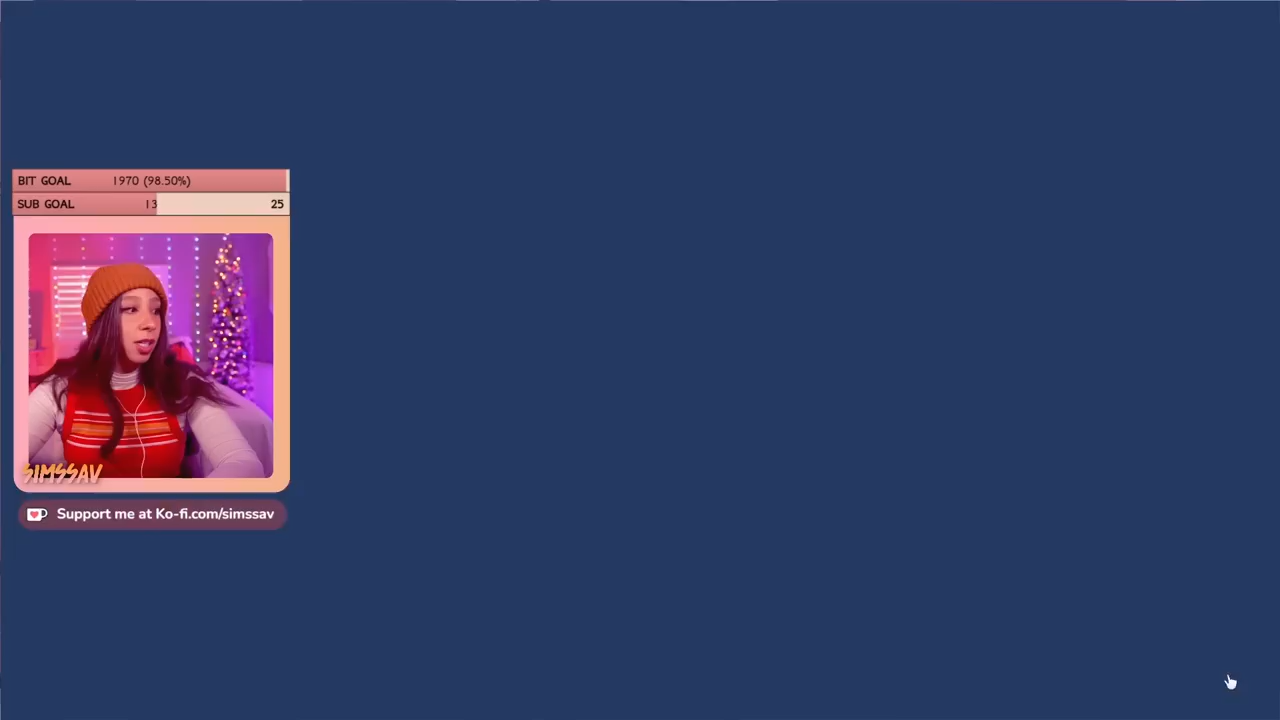 BIT GOAL 1970 (98.50%)
SUB GOAL 13 25
SIMSSAV
Support me at Ko-fi.com/simssav